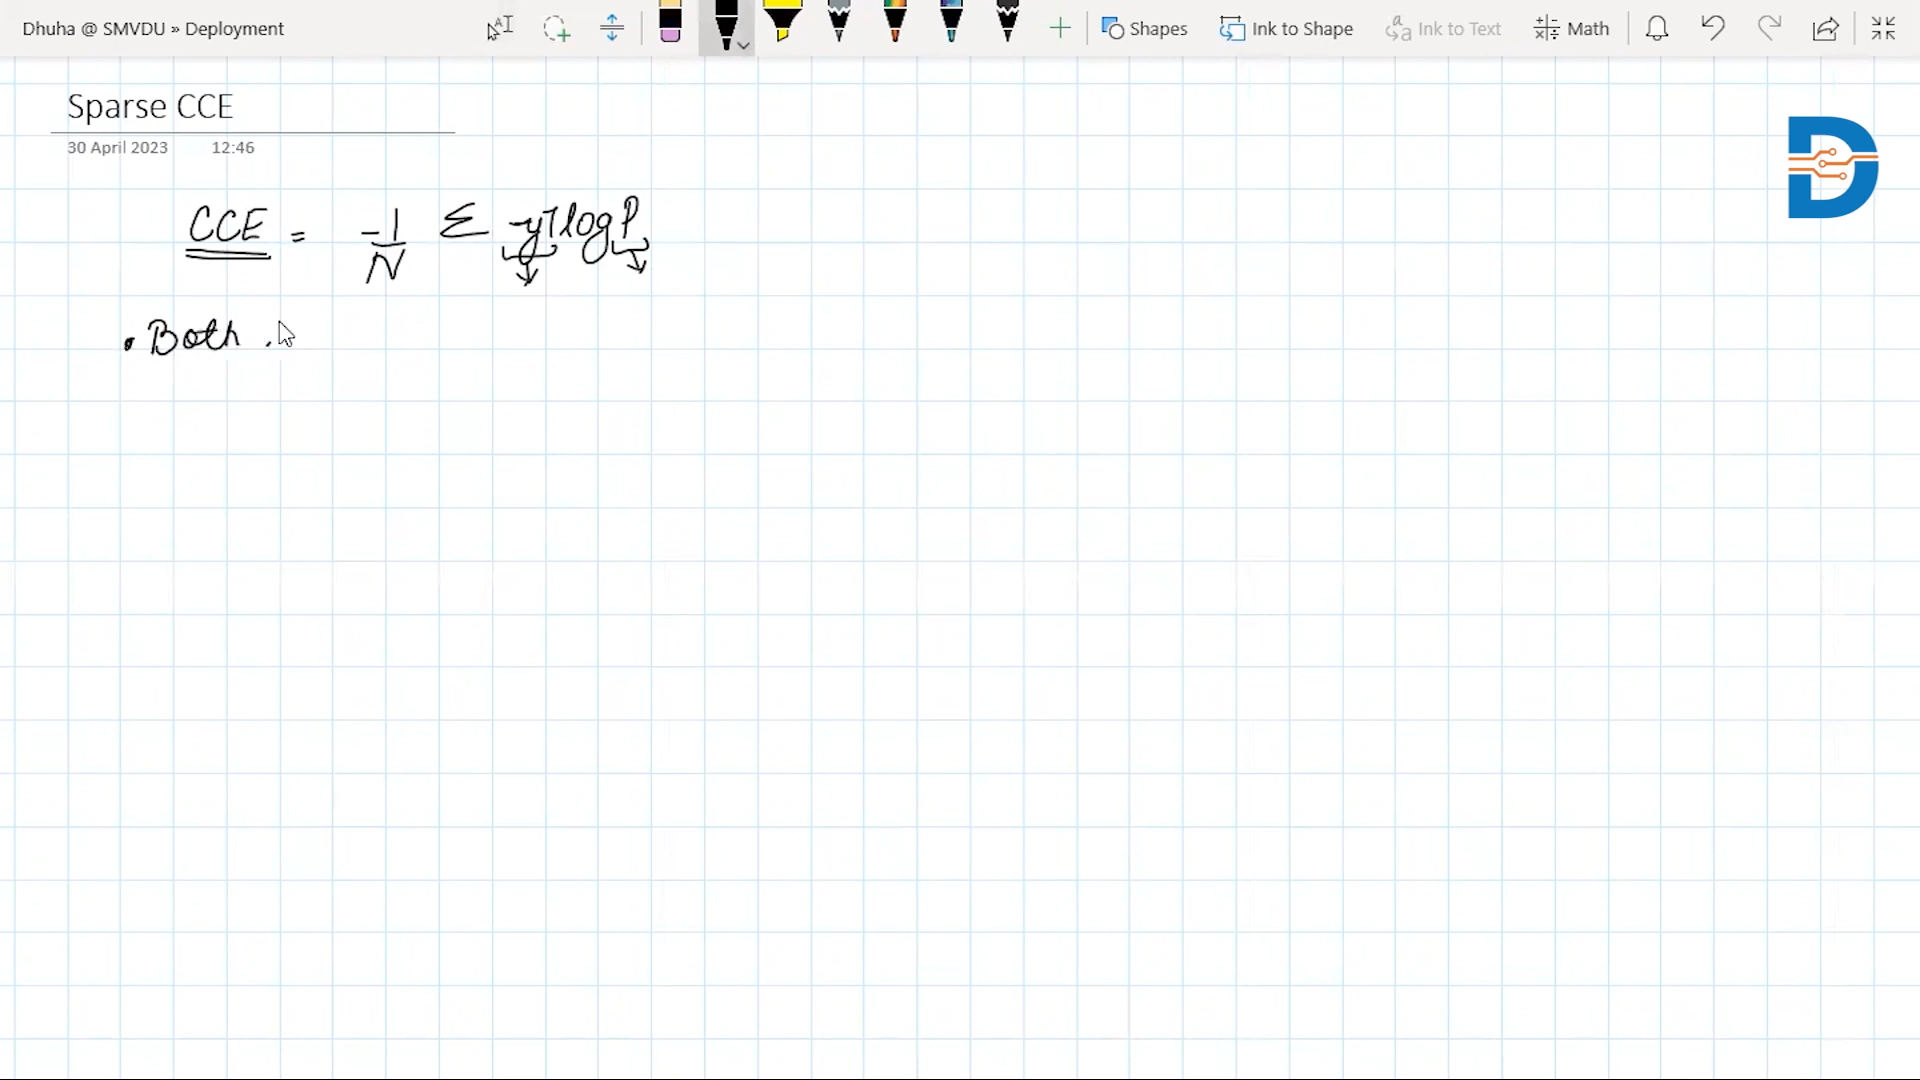 Dhuha @ SMVDU » Deployment
Shapes Ink to Shape Ink to Text Math
Sparse CCE
30 April 2023 12:46
CCE = -1/N Σ -yᵀlogP
• Both .